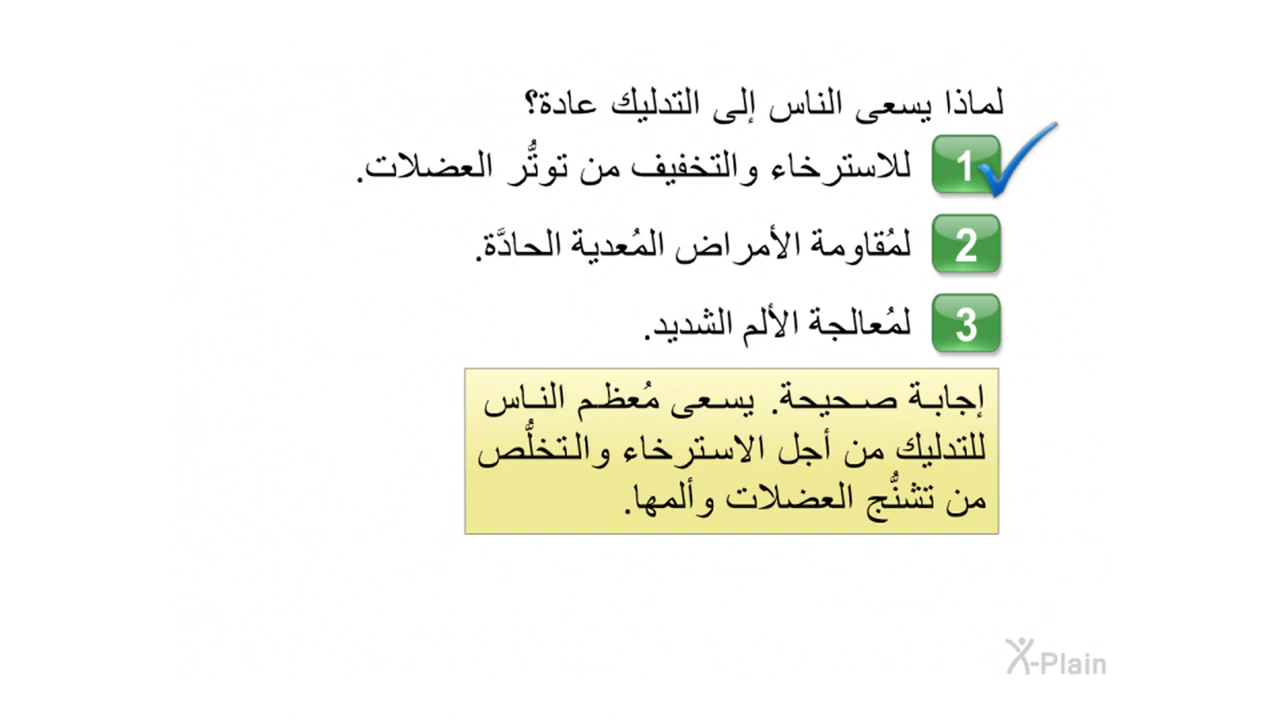 لماذا يسعى الناس إلى التدليك عادة؟
1 للاسترخاء والتخفيف من توتُّر العضلات.
2 لمُقاومة الأمراض المُعدية الحادَّة.
3 لمُعالجة الألم الشديد.
إجابة صحيحة. يسعى مُعظم الناس
للتدليك من أجل الاسترخاء والتخلُّص
من تشنُّج العضلات وألمها.
X-Plain